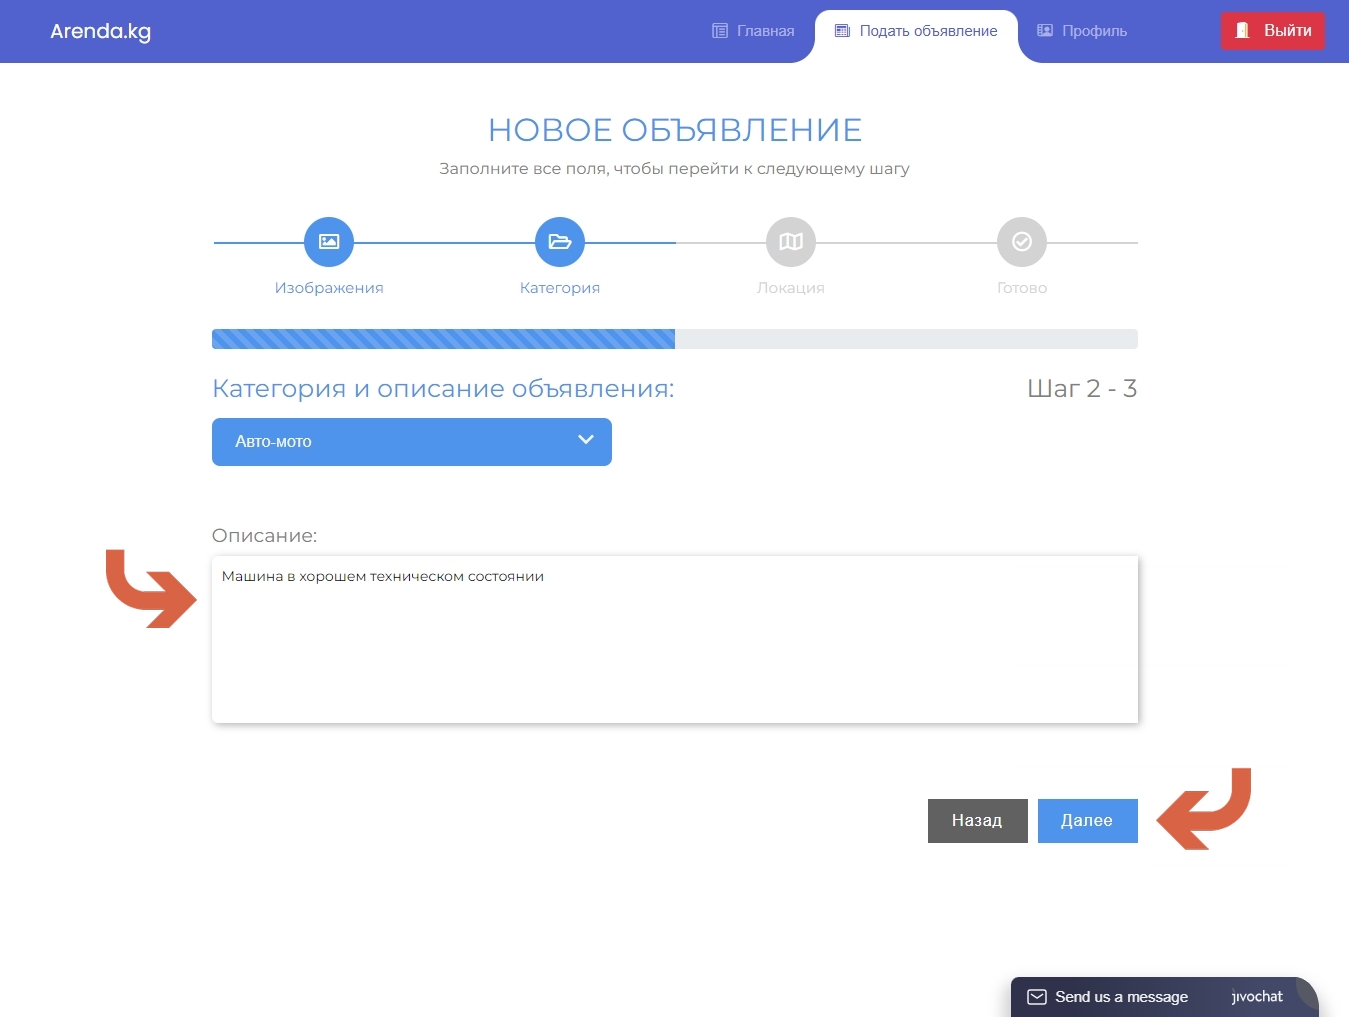 Arenda.kg
Главная
Подать объявление
Профиль
Выйти
НОВОЕ ОБЪЯВЛЕНИЕ
Заполните все поля, чтобы перейти к следующему шагу
Изображения
Категория
Локация
Готово
Категория и описание объявления:
Шаг 2 - 3
Авто-мото
Описание:
Машина в хорошем техническом состоянии
Назад
Далее
Send us a message
jivochat